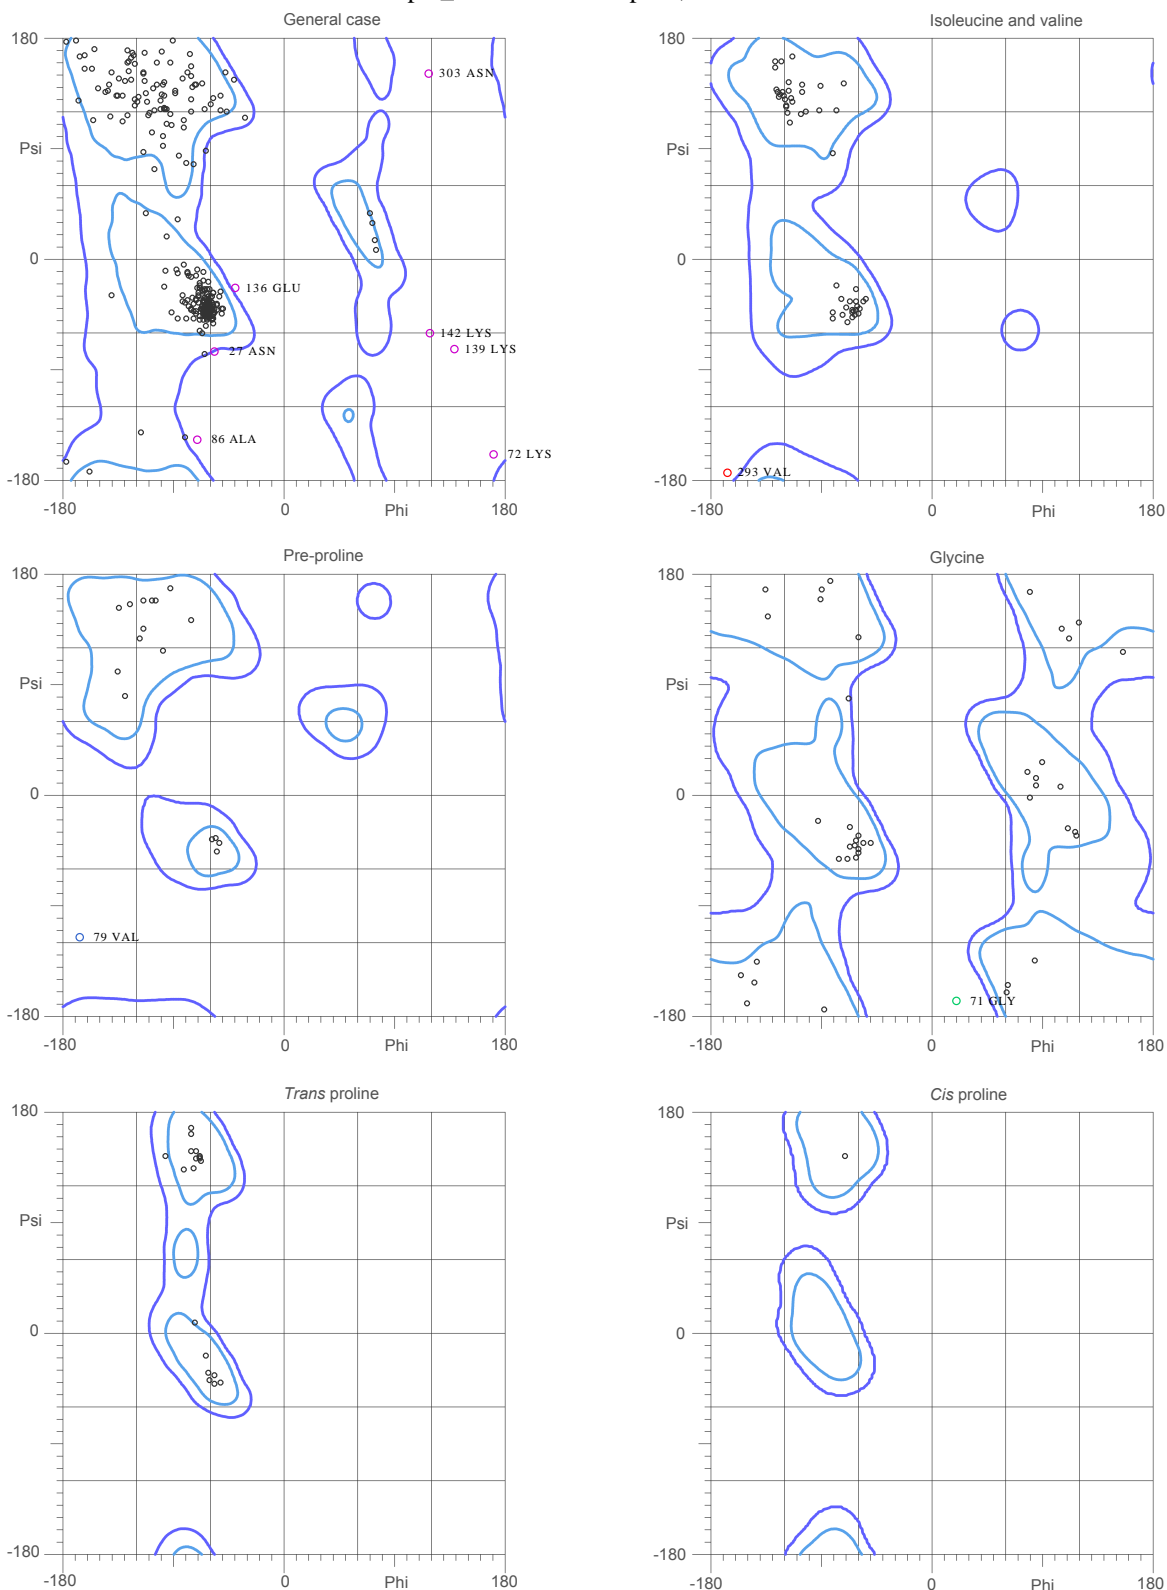 General case
Isoleucine and valine
180
Psi
0
-180
-180
0
Phi
180
303 ASN
136 GLU
142 LYS
139 LYS
27 ASN
86 ALA
72 LYS
180
Psi
0
-180
-180
0
Phi
180
293 VAL
Pre-proline
Glycine
180
Psi
0
-180
-180
0
Phi
180
79 VAL
180
Psi
0
-180
-180
0
Phi
180
71 GLY
Trans proline
Cis proline
180
Psi
0
-180
-180
0
Phi
180
180
Psi
0
-180
-180
0
Phi
180